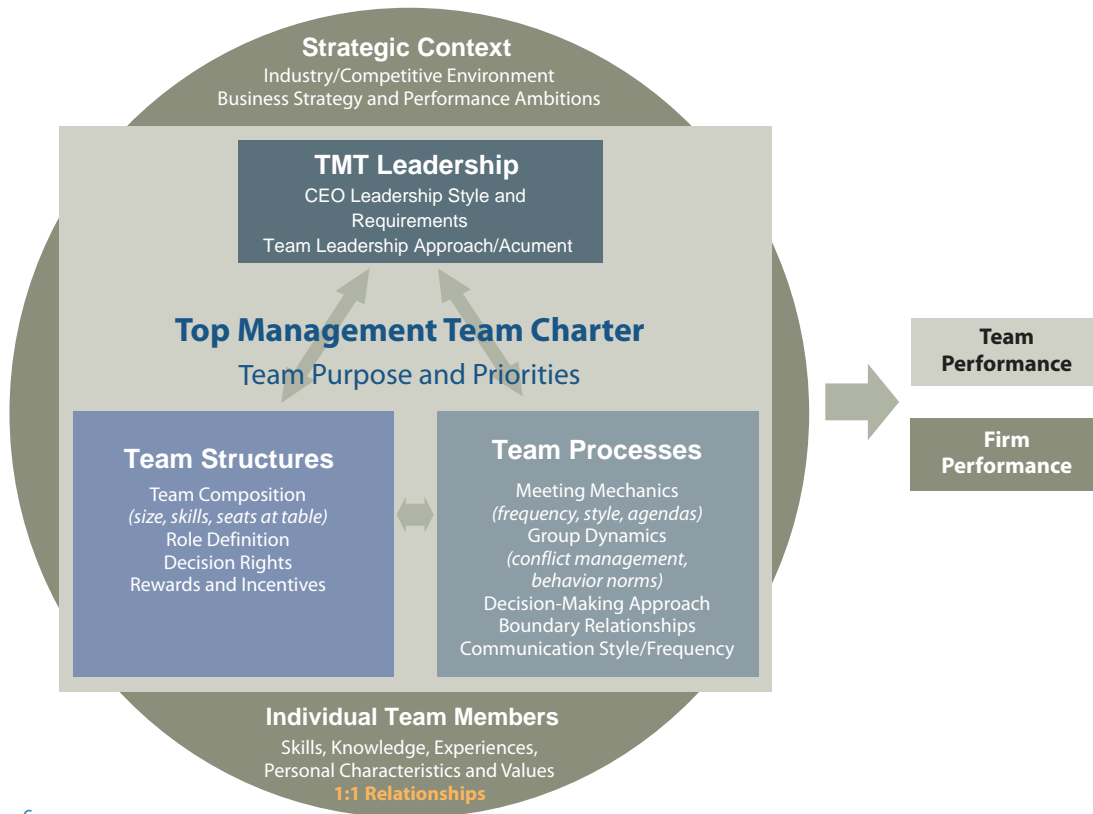 Strategic Context
Industry/Competitive Environment
Business Strategy and Performance Ambitions
TMT Leadership
CEO Leadership Style and
Requirements
Team Leadership Approach/Acument
Top Management Team Charter
Team Purpose and Priorities
Team Structures
Team Composition
(size, skills, seats at table)
Role Definition
Decision Rights
Rewards and Incentives
Team Processes
Meeting Mechanics
(frequency, style, agendas)
Group Dynamics
(conflict management,
behavior norms)
Decision-Making Approach
Boundary Relationships
Communication Style/Frequency
Individual Team Members
Skills, Knowledge, Experiences,
Personal Characteristics and Values
1:1 Relationships
Team
Performance
Firm
Performance